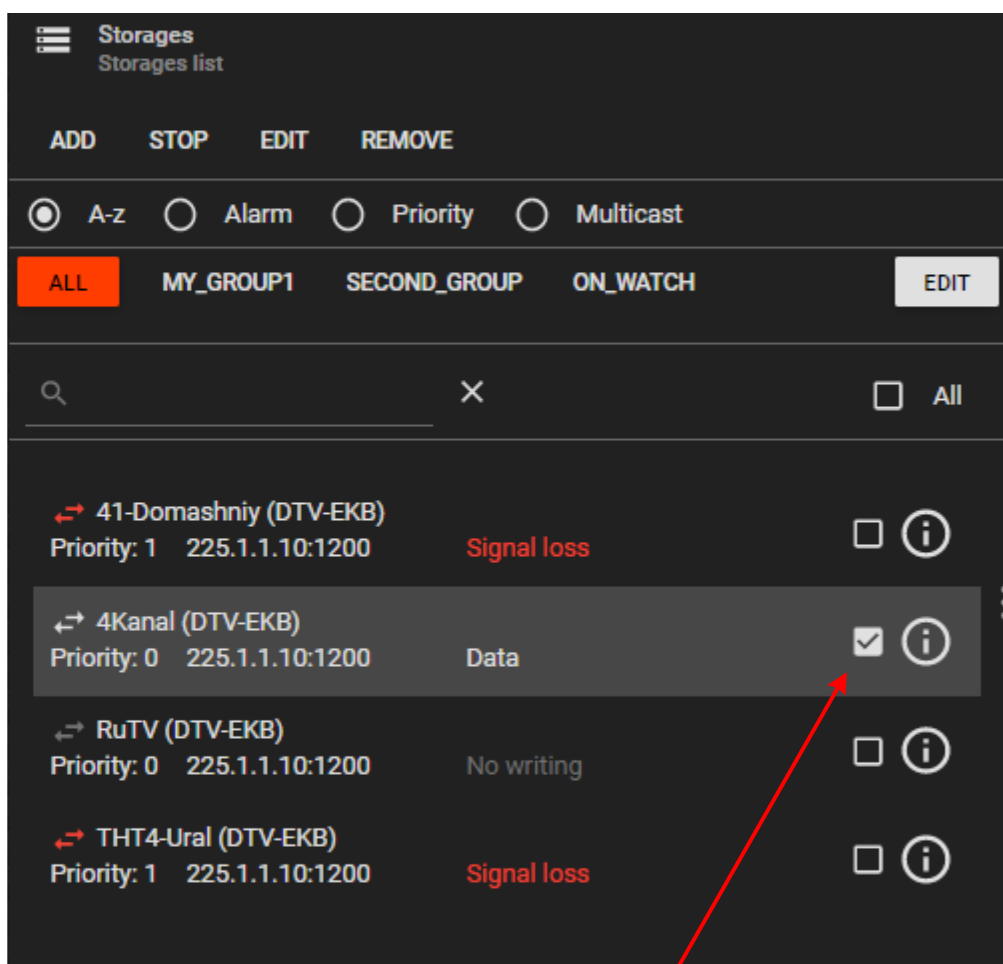 Storages
Storages list
ADD STOP EDIT REMOVE
A-z Alarm Priority Multicast
ALL MY_GROUP1 SECOND_GROUP ON_WATCH EDIT
All
41-Domashniy (DTV-EKB)
Priority: 1 225.1.1.10:1200 Signal loss
4Kanal (DTV-EKB)
Priority: 0 225.1.1.10:1200 Data
RuTV (DTV-EKB)
Priority: 0 225.1.1.10:1200 No writing
THT4-Ural (DTV-EKB)
Priority: 1 225.1.1.10:1200 Signal loss